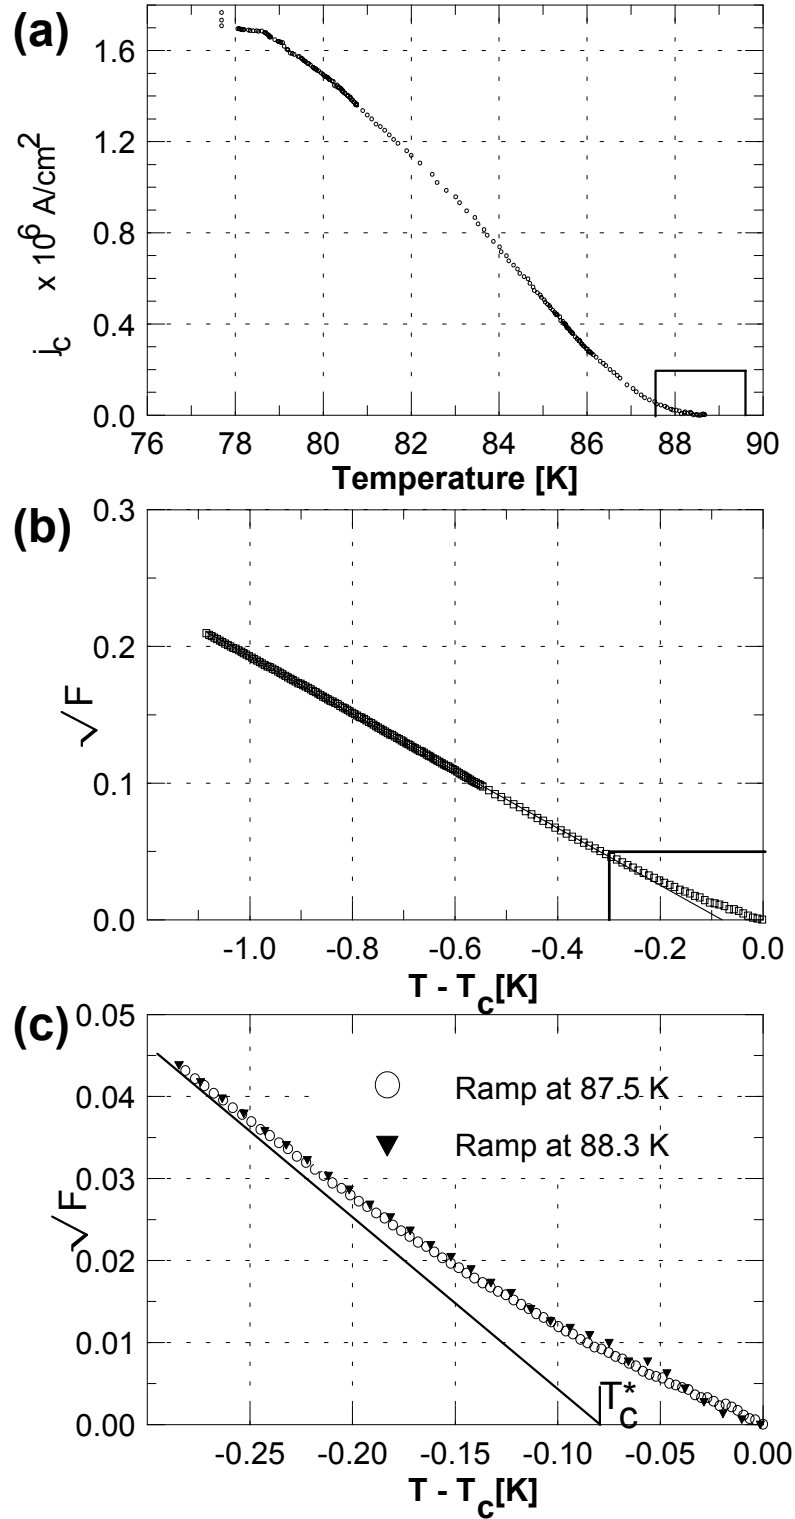 (a)
1.6
1.2
0.8
0.4
0.0
j_c x 10^6 A/cm^2
76 78 80 82 84 86 88 90
Temperature [K]
(b)
0.3
0.2
0.1
0.0
√F
-1.0 -0.8 -0.6 -0.4 -0.2 0.0
T - T_c[K]
(c)
0.05
0.04
0.03
0.02
0.01
0.00
√F
Ramp at 87.5 K
Ramp at 88.3 K
T_c^*
-0.25 -0.20 -0.15 -0.10 -0.05 0.00
T - T_c[K]